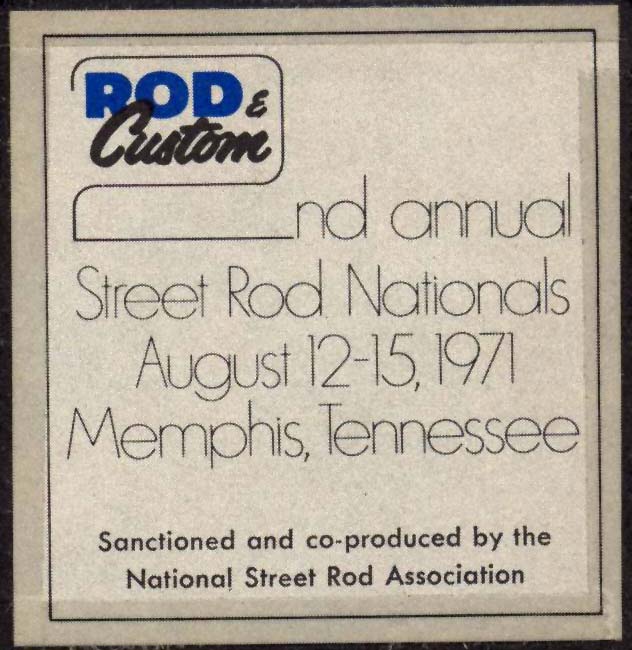 ROD &
Custom
2nd annual
Street Rod Nationals
August 12-15, 1971
Memphis, Tennessee
Sanctioned and co-produced by the
National Street Rod Association